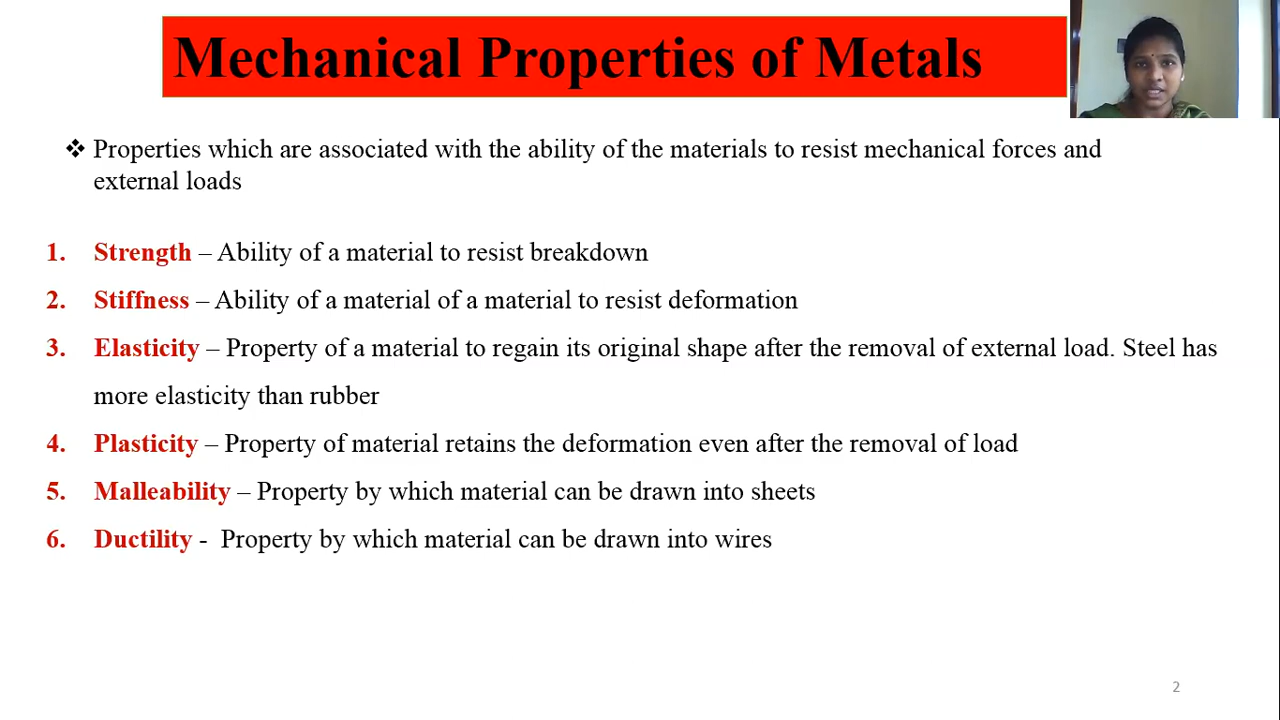 Mechanical Properties of Metals
❖ Properties which are associated with the ability of the materials to resist mechanical forces and
external loads
1. Strength – Ability of a material to resist breakdown
2. Stiffness – Ability of a material of a material to resist deformation
3. Elasticity – Property of a material to regain its original shape after the removal of external load. Steel has
more elasticity than rubber
4. Plasticity – Property of material retains the deformation even after the removal of load
5. Malleability – Property by which material can be drawn into sheets
6. Ductility - Property by which material can be drawn into wires
2